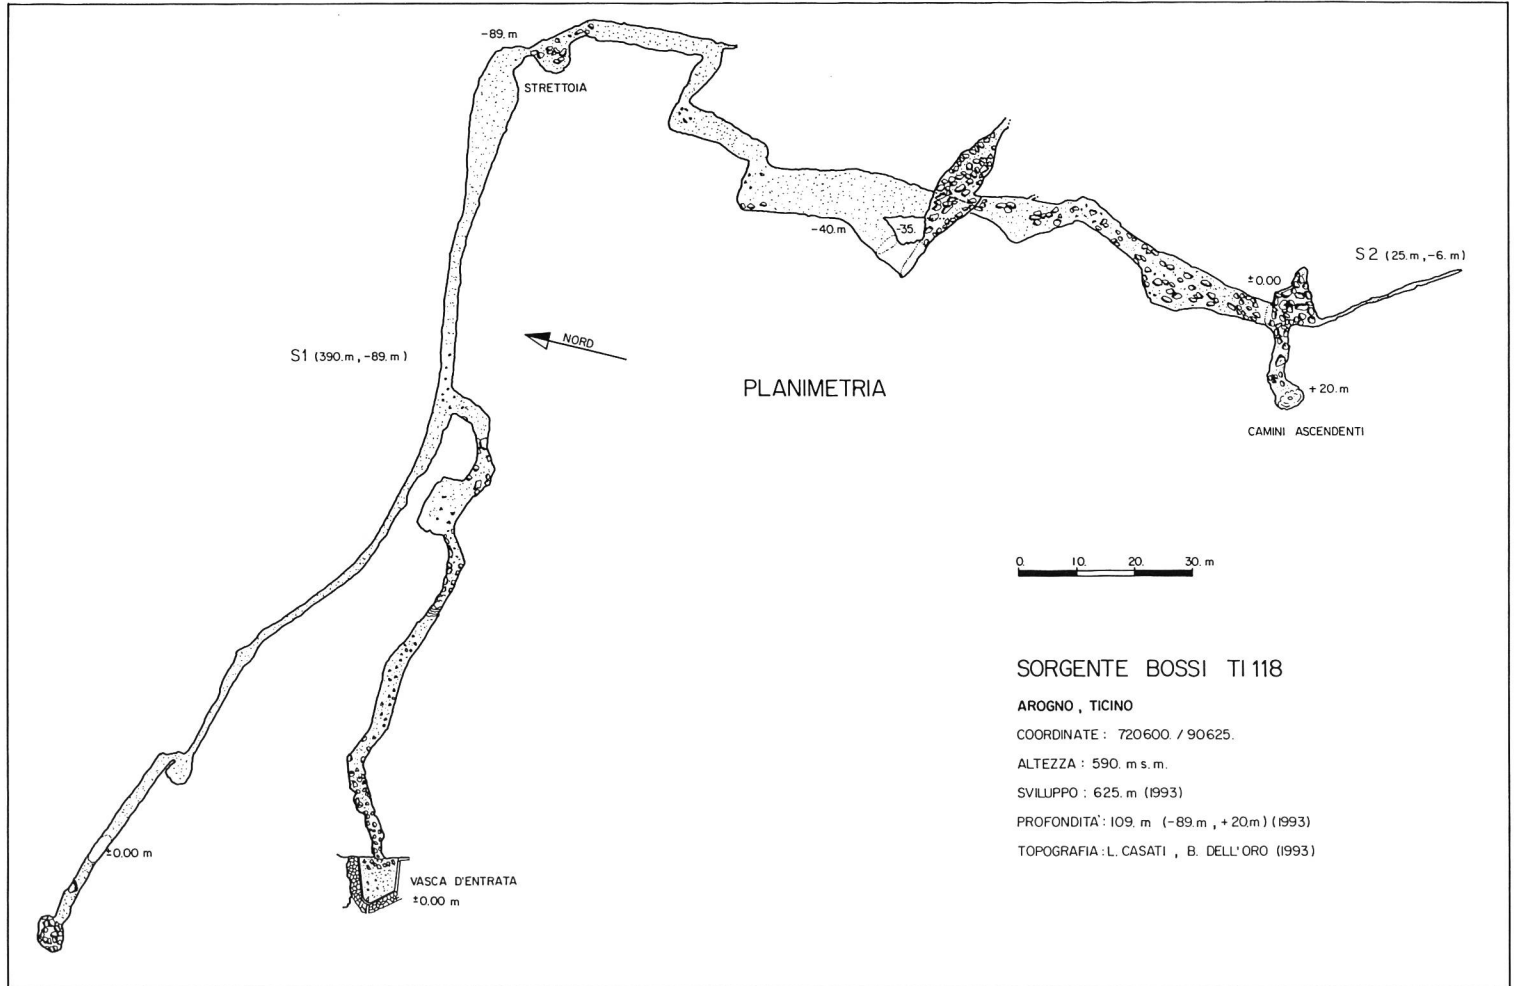 -89. m
STRETTOIA
-40.m
-35.
S2 (25.m,-6.m)
±0.00
S1 (390.m,-89.m)
NORD
PLANIMETRIA
+20.m
CAMINI ASCENDENTI
0. 10. 20. 30. m
SORGENTE BOSSI TI 118
AROGNO , TICINO
COORDINATE : 720600. / 90625.
ALTEZZA : 590. m s.m.
SVILUPPO : 625. m (1993)
PROFONDITA' : 109. m (-89.m , +20.m) (1993)
TOPOGRAFIA : L. CASATI , B. DELL'ORO (1993)
±0.00 m
VASCA D'ENTRATA
±0.00 m